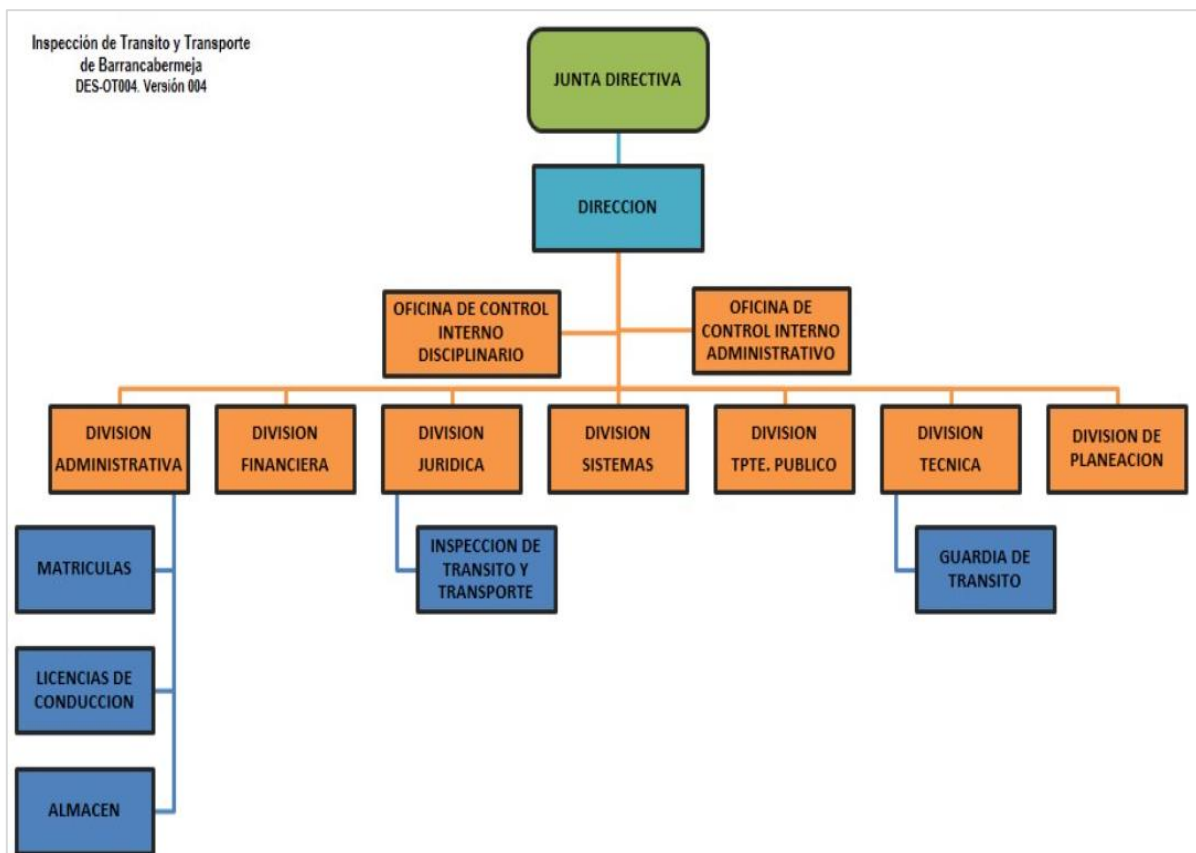 Inspección de Transito y Transporte
de Barrancabermeja
DES-OT004. Versión 004
JUNTA DIRECTIVA
DIRECCION
OFICINA DE CONTROL
INTERNO
DISCIPLINARIO
OFICINA DE
CONTROL INTERNO
ADMINISTRATIVO
DIVISION
ADMINISTRATIVA
DIVISION
FINANCIERA
DIVISION
JURIDICA
DIVISION
SISTEMAS
DIVISION
TPTE. PUBLICO
DIVISION
TECNICA
DIVISION DE
PLANEACION
MATRICULAS
INSPECCION DE
TRANSITO Y
TRANSPORTE
GUARDIA DE
TRANSITO
LICENCIAS DE
CONDUCCION
ALMACEN